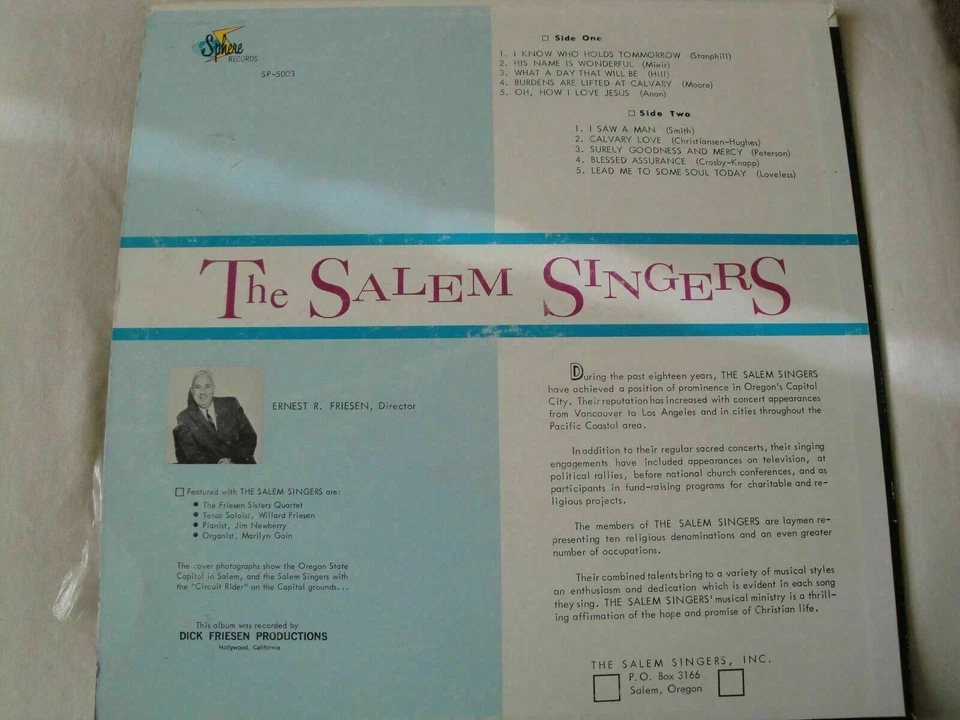 Sphere
RECORDS
SP-5003
Side One
1. I KNOW WHO HOLDS TOMMORROW (Stanphill)
2. HIS NAME IS WONDERFUL (Mieir)
3. WHAT A DAY THAT WILL BE (Hill)
4. BURDENS ARE LIFTED AT CALVARY (Moore)
5. OH, HOW I LOVE JESUS (Anon)
Side Two
1. I SAW A MAN (Smith)
2. CALVARY LOVE (Christiansen-Hughes)
3. SURELY GOODNESS AND MERCY (Peterson)
4. BLESSED ASSURANCE (Crosby-Knapp)
5. LEAD ME TO SOME SOUL TODAY (Loveless)
The SALEM SINGERS
ERNEST R. FRIESEN, Director
Featured with THE SALEM SINGERS are:
• The Friesen Sisters Quartet
• Tenor Soloist, Willard Friesen
• Pianist, Jim Newberry
• Organist, Marilyn Goin
The cover photographs show the Oregon State
Capitol in Salem, and the Salem Singers with
the "Circuit Rider" on the Capitol grounds...
This album was recorded by
DICK FRIESEN PRODUCTIONS
Hollywood, California
During the past eighteen years, THE SALEM SINGERS
have achieved a position of prominence in Oregon's Capitol
City. Their reputation has increased with concert appearances
from Vancouver to Los Angeles and in cities throughout the
Pacific Coastal area.
In addition to their regular sacred concerts, their singing
engagements have included appearances on television, at
political rallies, before national church conferences, and as
participants in fund-raising programs for charitable and re-
ligious projects.
The members of THE SALEM SINGERS are laymen re-
presenting ten religious denominations and an even greater
number of occupations.
Their combined talents bring to a variety of musical styles
an enthusiasm and dedication which is evident in each song
they sing. THE SALEM SINGERS' musical ministry is a thrill-
ing affirmation of the hope and promise of Christian life.
THE SALEM SINGERS, INC.
P.O. Box 3166
Salem, Oregon